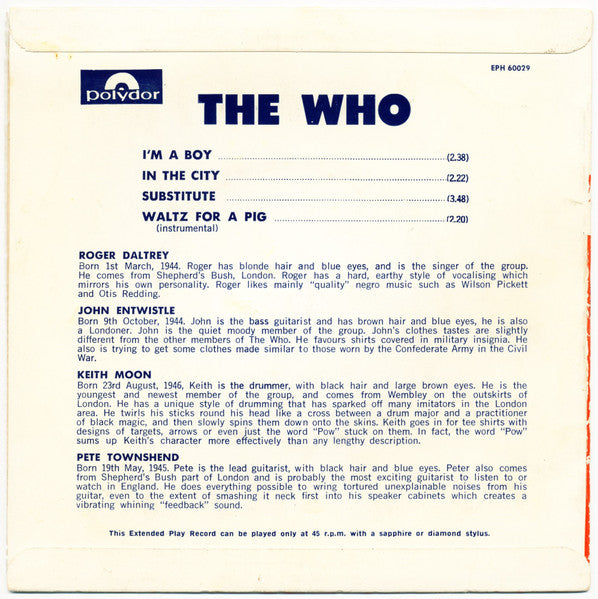 EPH 60029
polydor
THE WHO
I'M A BOY ........................................................(2.38)
IN THE CITY ........................................................(2.22)
SUBSTITUTE ........................................................(3.48)
WALTZ FOR A PIG ............................................(2.20)
(instrumental)
ROGER DALTREY
Born 1st March, 1944. Roger has blonde hair and blue eyes, and is the singer of the group.
He comes from Shepherd's Bush, London. Roger has a hard, earthy style of vocalising which
mirrors his own personality. Roger likes mainly "quality" negro music such as Wilson Pickett
and Otis Redding.
JOHN ENTWISTLE
Born 9th October, 1944. John is the bass guitarist and has brown hair and blue eyes, he is also
a Londoner. John is the quiet moody member of the group. John's clothes tastes are slightly
different from the other members of The Who. He favours shirts covered in military insignia. He
also is trying to get some clothes made similar to those worn by the Confederate Army in the Civil
War.
KEITH MOON
Born 23rd August, 1946, Keith is the drummer, with black hair and large brown eyes. He is the
youngest and newest member of the group, and comes from Wembley on the outskirts of
London. He has a unique style of drumming that has sparked off many imitators in the London
area. He twirls his sticks round his head like a cross between a drum major and a practitioner
of black magic, and then slowly spins them down onto the skins. Keith goes in for tee shirts with
designs of targets, arrows or even just the word "Pow" stuck on them. In fact, the word "Pow"
sums up Keith's character more effectively than any lengthy description.
PETE TOWNSHEND
Born 19th May, 1945. Pete is the lead guitarist, with black hair and blue eyes. Peter also comes
from Shepherd's Bush part of London and is probably the most exciting guitarist to listen to or
watch in England. He does everything possible to wring tortured unexplainable noises from his
guitar, even to the extent of smashing it neck first into his speaker cabinets which creates a
vibrating whining "feedback" sound.
This Extended Play Record can be played only at 45 r.p.m. with a sapphire or diamond stylus.